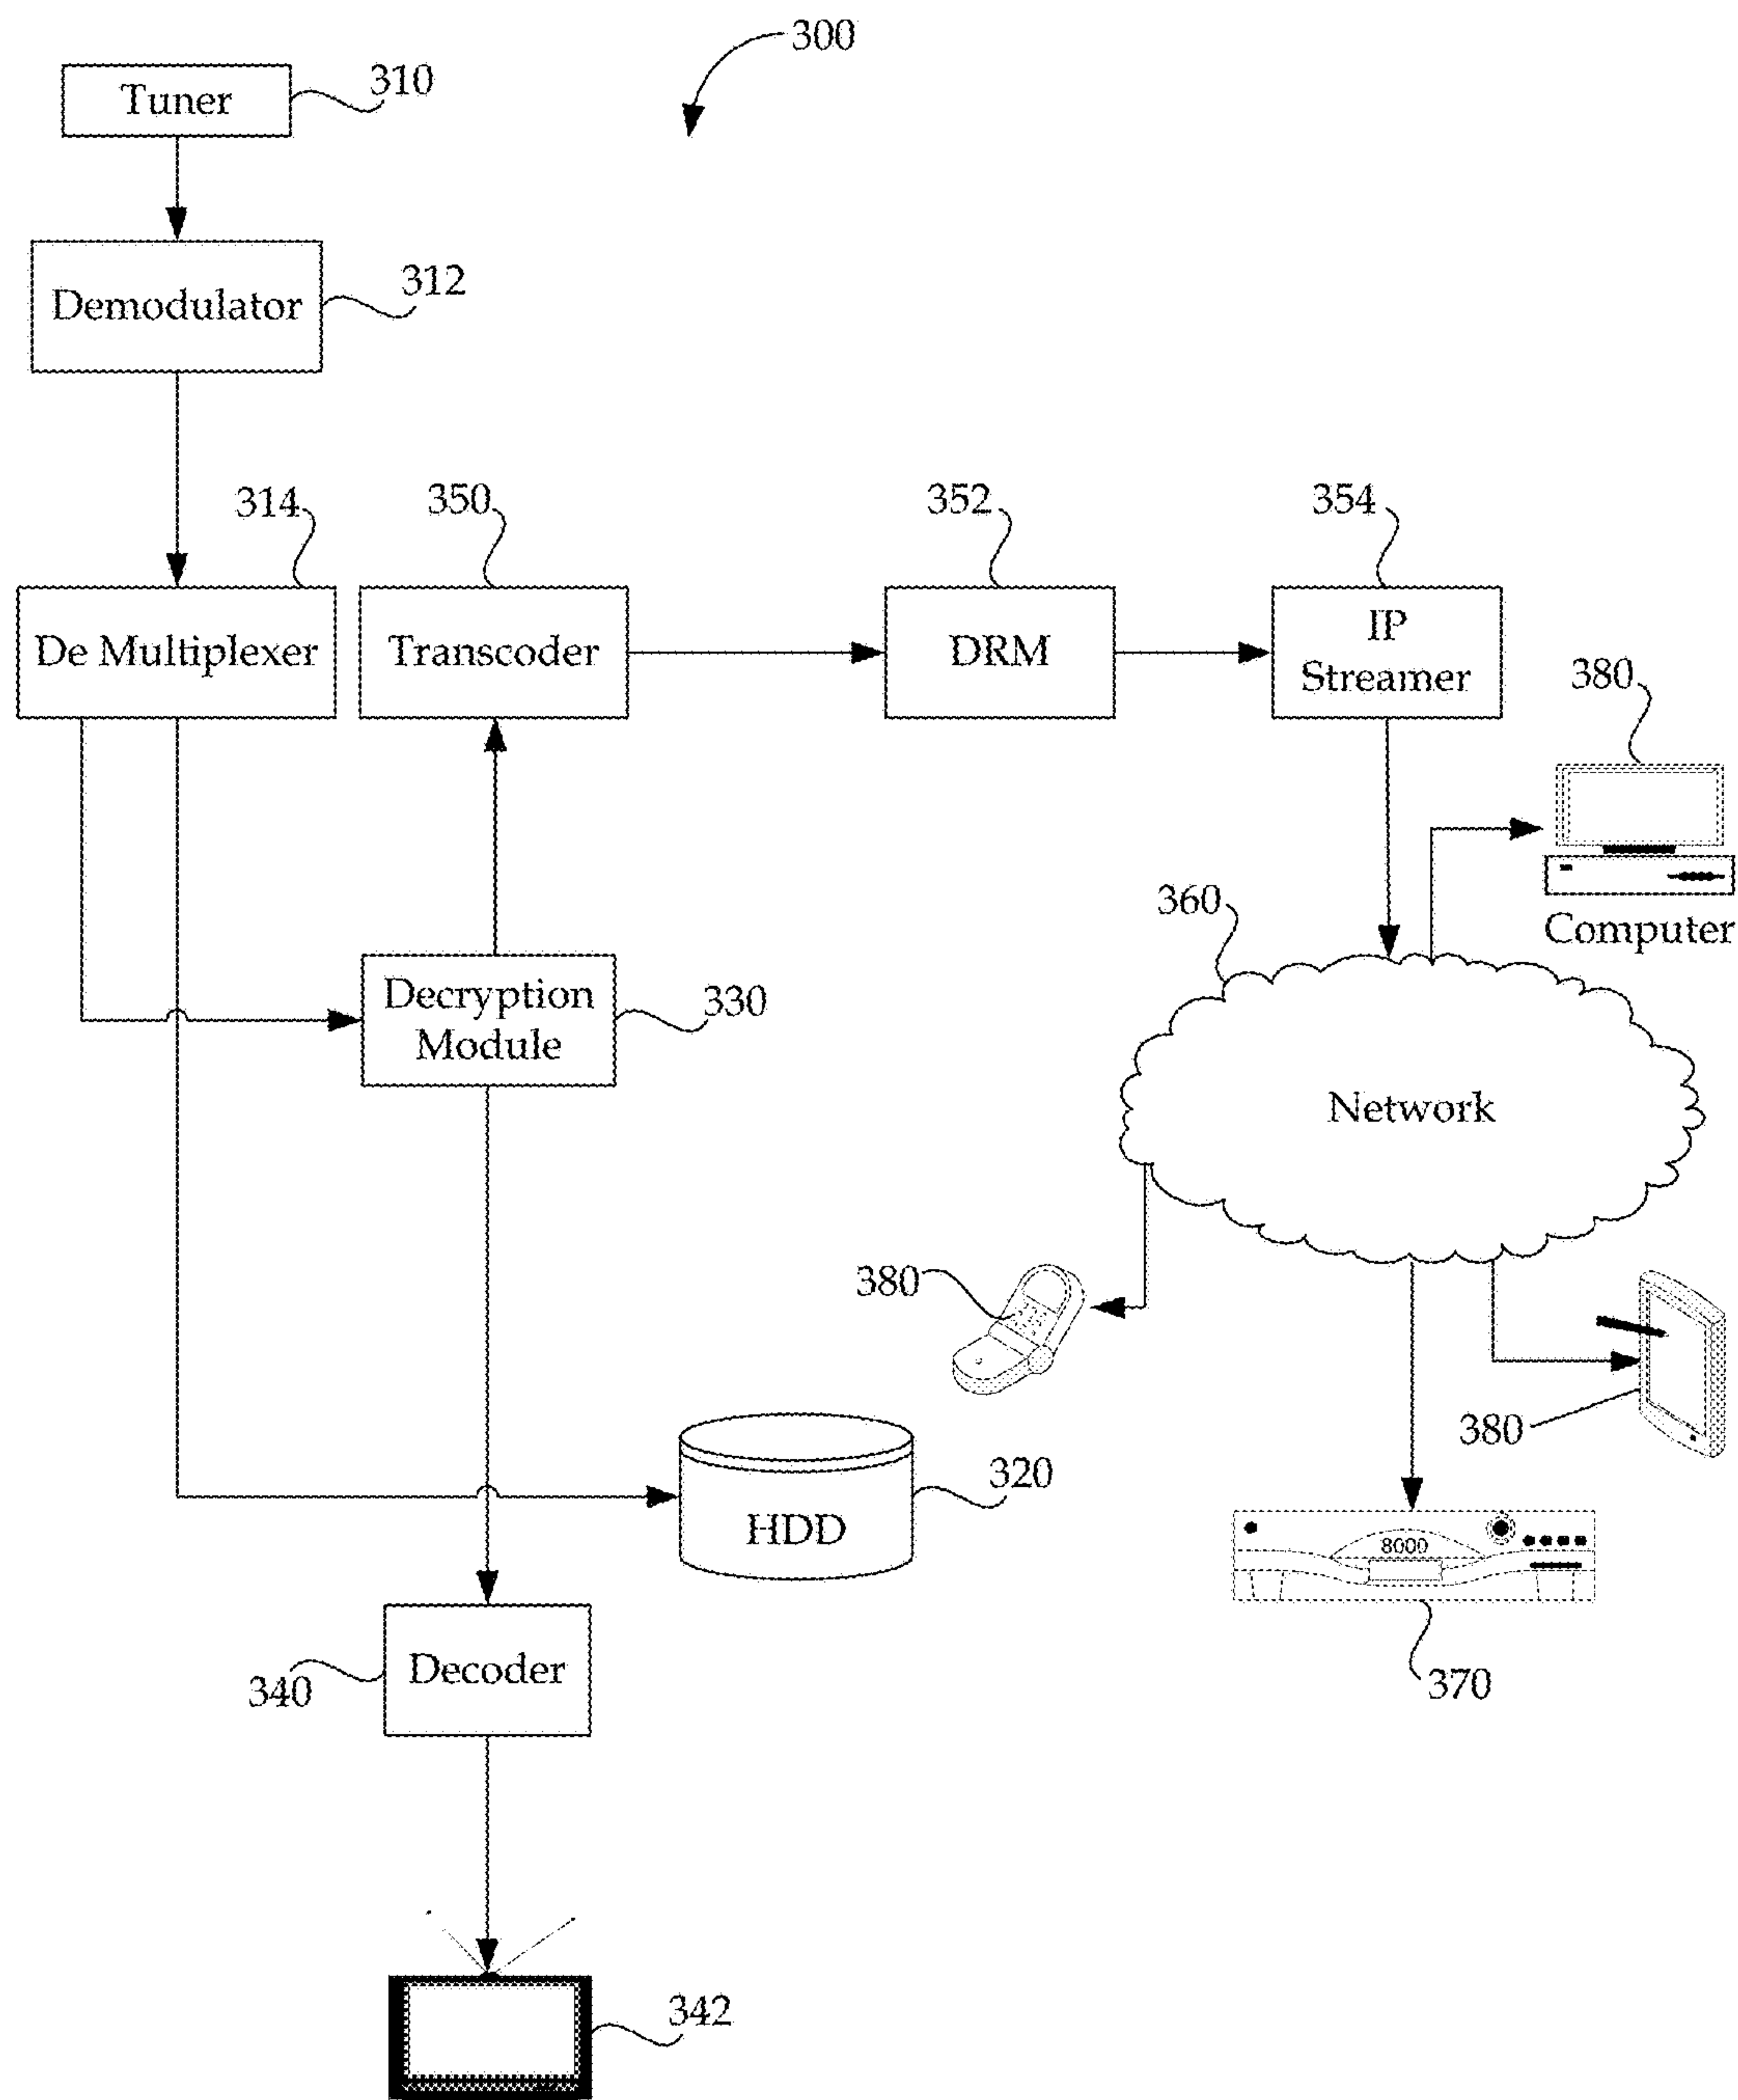 300
Tuner
310
Demodulator
312
314
350
352
354
De Multiplexer
Transcoder
DRM
IP
Streamer
380
Computer
360
Decryption
Module
330
Network
380
380
320
HDD
8000
370
Decoder
340
342